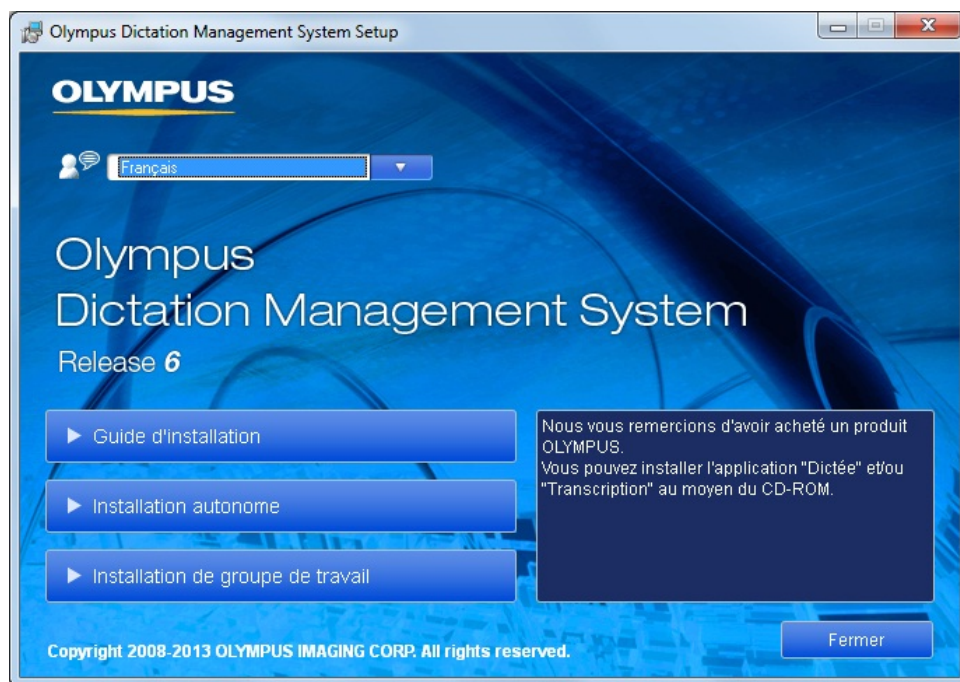 Olympus Dictation Management System Setup
OLYMPUS
Français
Olympus
Dictation Management System
Release 6
Guide d'installation
Installation autonome
Installation de groupe de travail
Nous vous remercions d'avoir acheté un produit
OLYMPUS.
Vous pouvez installer l'application "Dictée" et/ou
"Transcription" au moyen du CD-ROM.
Copyright 2008-2013 OLYMPUS IMAGING CORP. All rights reserved.
Fermer